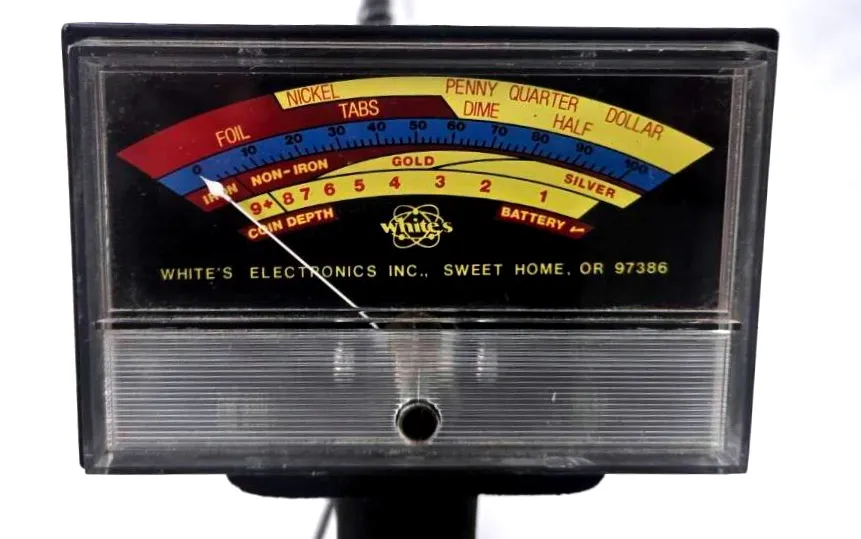 NICKEL PENNY QUARTER DOLLAR
FOIL TABS DIME HALF
0 10 20 30 40 50 60 70 80 90 100
IRON NON-IRON GOLD SILVER
9+ 8 7 6 5 4 3 2 1
COIN DEPTH BATTERY
White's
WHITE'S ELECTRONICS INC., SWEET HOME, OR 97386